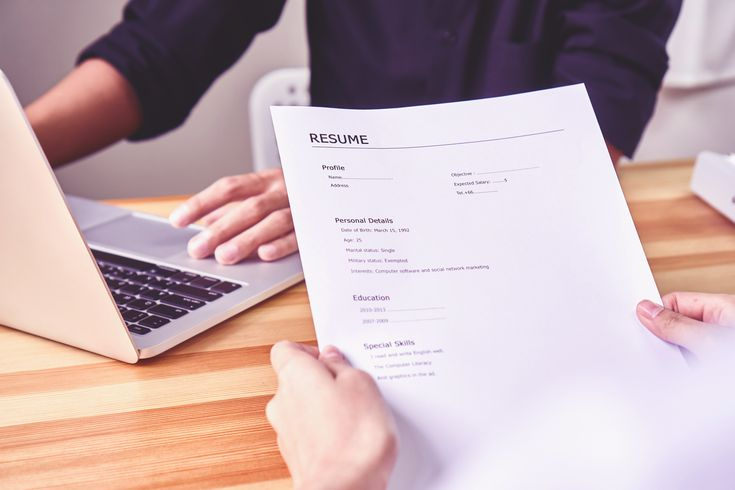 RESUME
Profile
Name
Address
Objective :
Expected Salary: $
Tel.+66
Personal Details
Date of Birth: March 15, 1992
Age: 25
Marital status: Single
Military status: Exempted.
Interests: Computer software and social network marketing
Education
2010-2013
2007-2009
Special Skills
I read and write English web.
The Computer Literacy
And graphics in the ad.